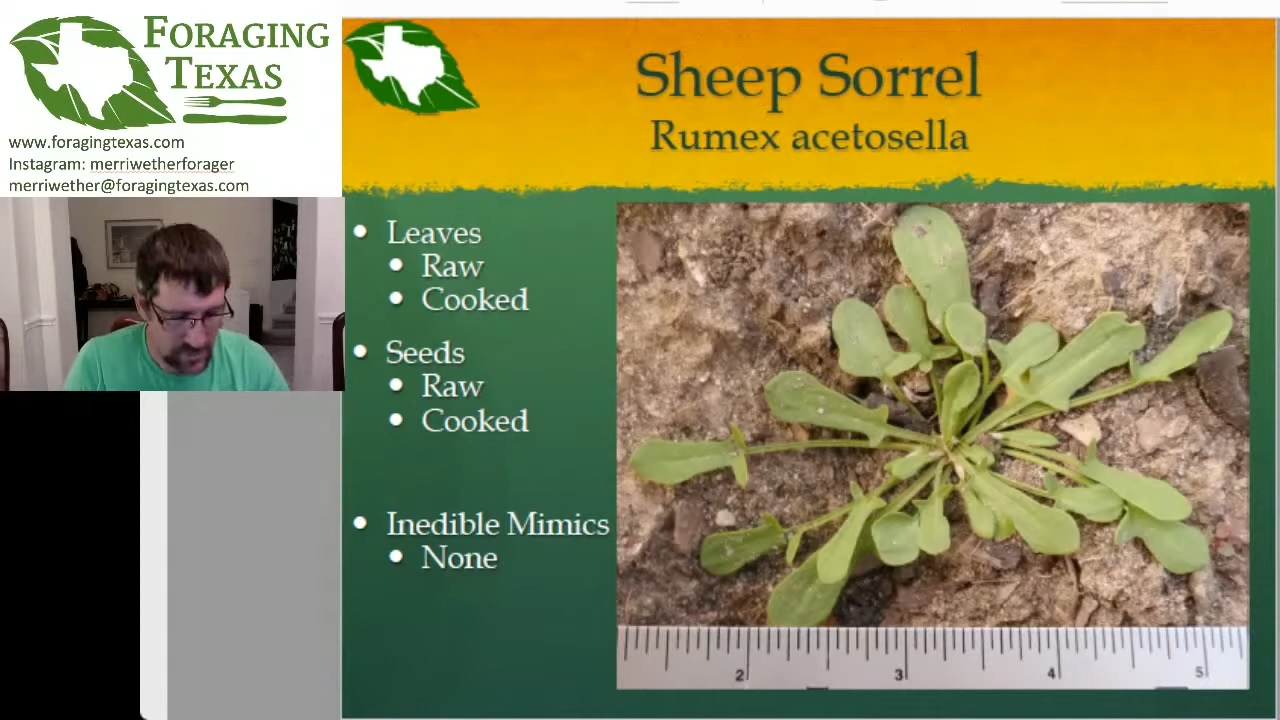 FORAGING
TEXAS
www.foragingtexas.com
Instagram: merriwetherforager
merriwether@foragingtexas.com
Sheep Sorrel
Rumex acetosella
• Leaves
• Raw
• Cooked
• Seeds
• Raw
• Cooked
• Inedible Mimics
• None
2 3 4 5